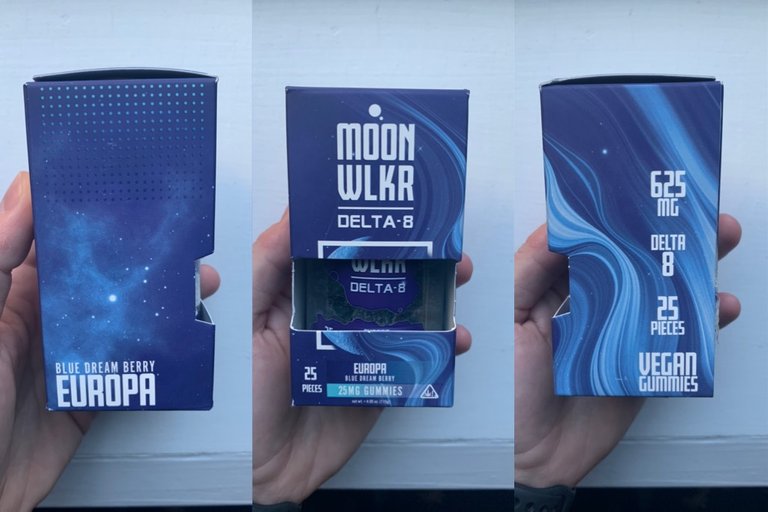 BLUE DREAM BERRY
EUROPA
MOON
WLKR
DELTA-8
WLKR
DELTA-8
25
PIECES
EUROPA
BLUE DREAM BERRY
25MG GUMMIES
625
MG
DELTA
8
25
PIECES
VEGAN
GUMMIES